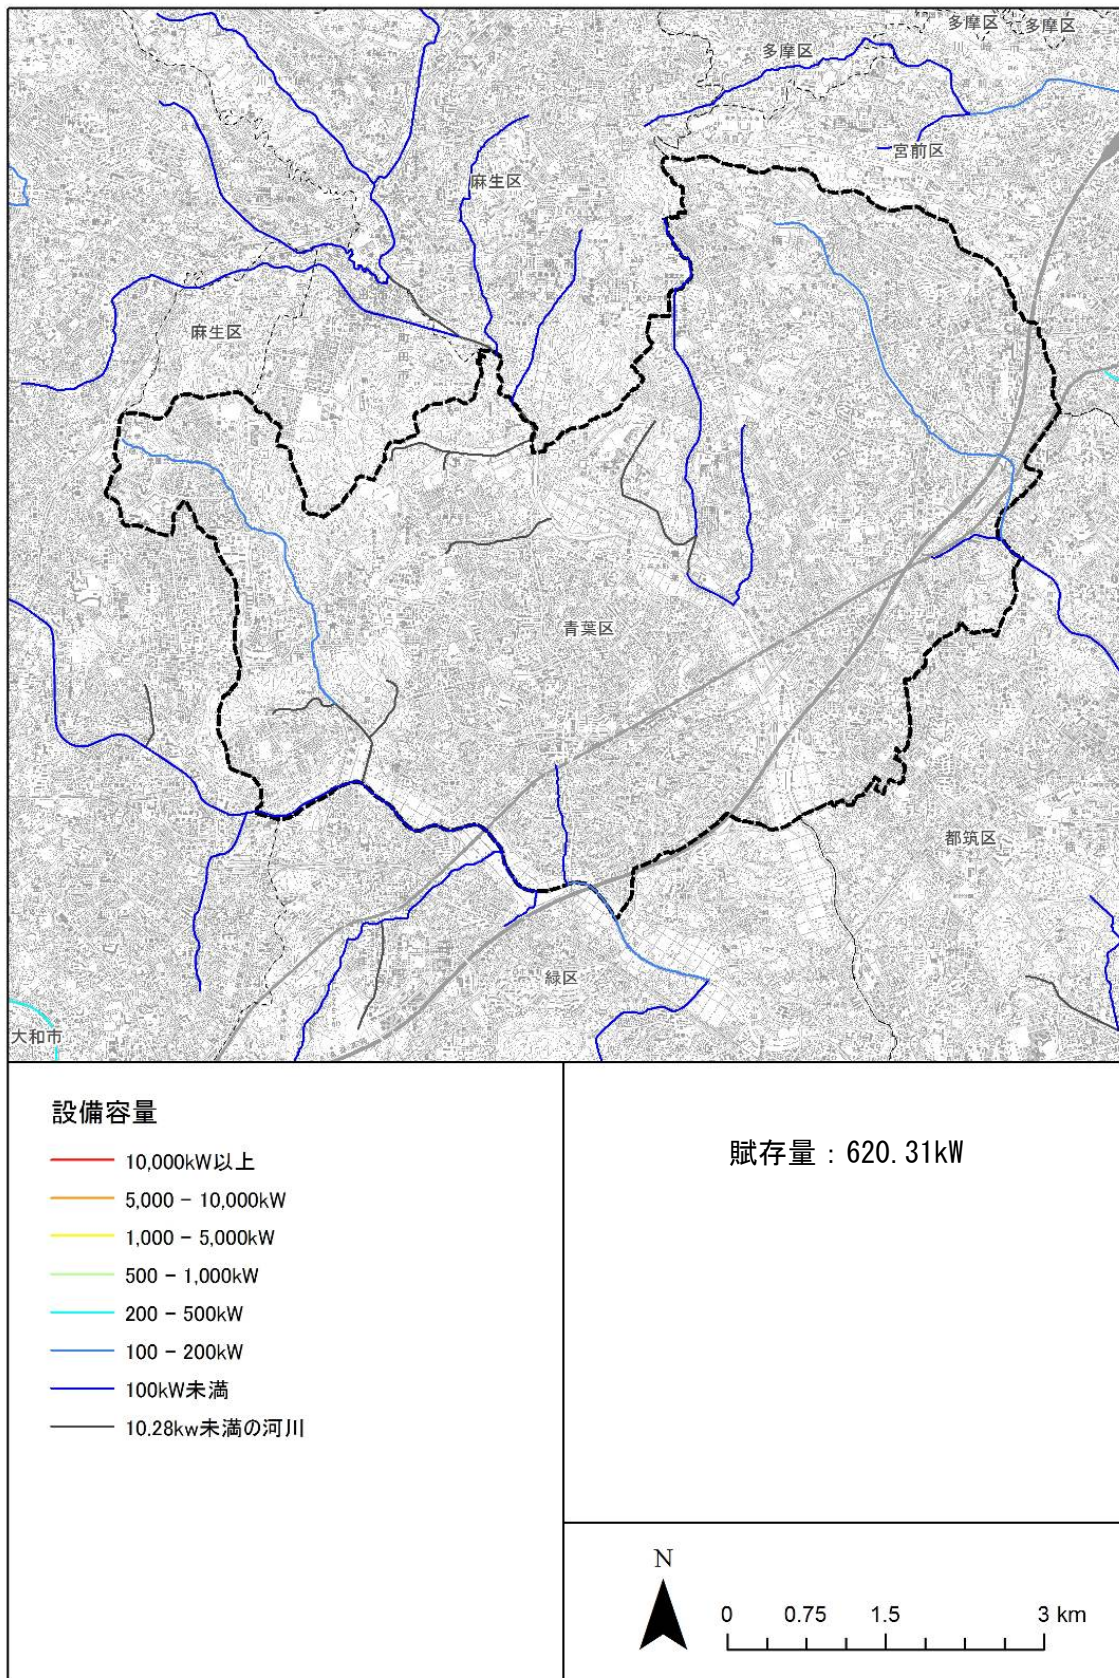 多摩区
多摩区
多摩区
宮前区
麻生区
麻生区
青葉区
都筑区
緑区
大和市
設備容量
10,000kW以上
5,000 - 10,000kW
1,000 - 5,000kW
500 - 1,000kW
200 - 500kW
100 - 200kW
100kW未満
10.28kw未満の河川
賦存量：620.31kW
N
0 0.75 1.5 3 km